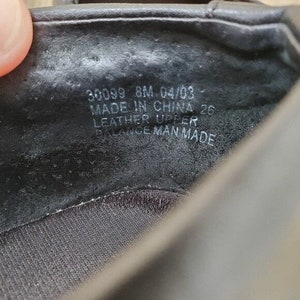 30099 8M 04/03
MADE IN CHINA 26
LEATHER UPPER
BALANCE MAN MADE